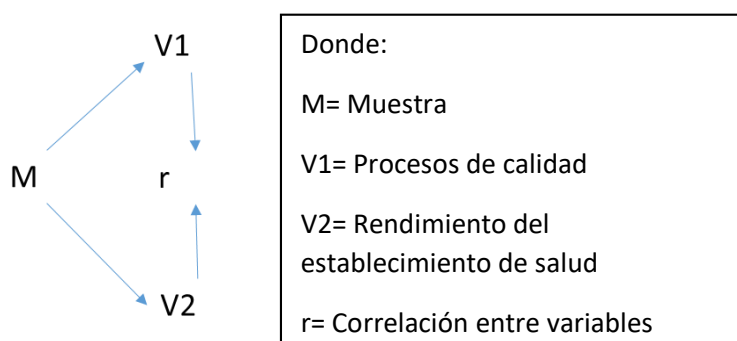 V1
M
r
V2
Donde:
M= Muestra
V1= Procesos de calidad
V2= Rendimiento del
establecimiento de salud
r= Correlación entre variables